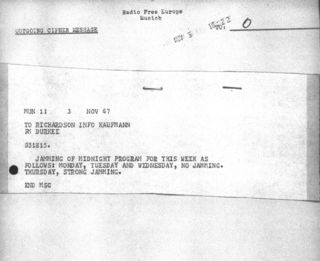 Radio Free Europe
Munich
OUTGOING CIPHER MESSAGE
TO: O
MUN 11 3 NOV 67
TO RICHARDSON INFO KAUFMANN
FM DURKEE
JAMMING OF MIDNIGHT PROGRAM FOR THIS WEEK AS
FOLLOWS: MONDAY, TUESDAY AND WEDNESDAY, NO JAMMING.
THURSDAY, STRONG JAMMING.
END MSG